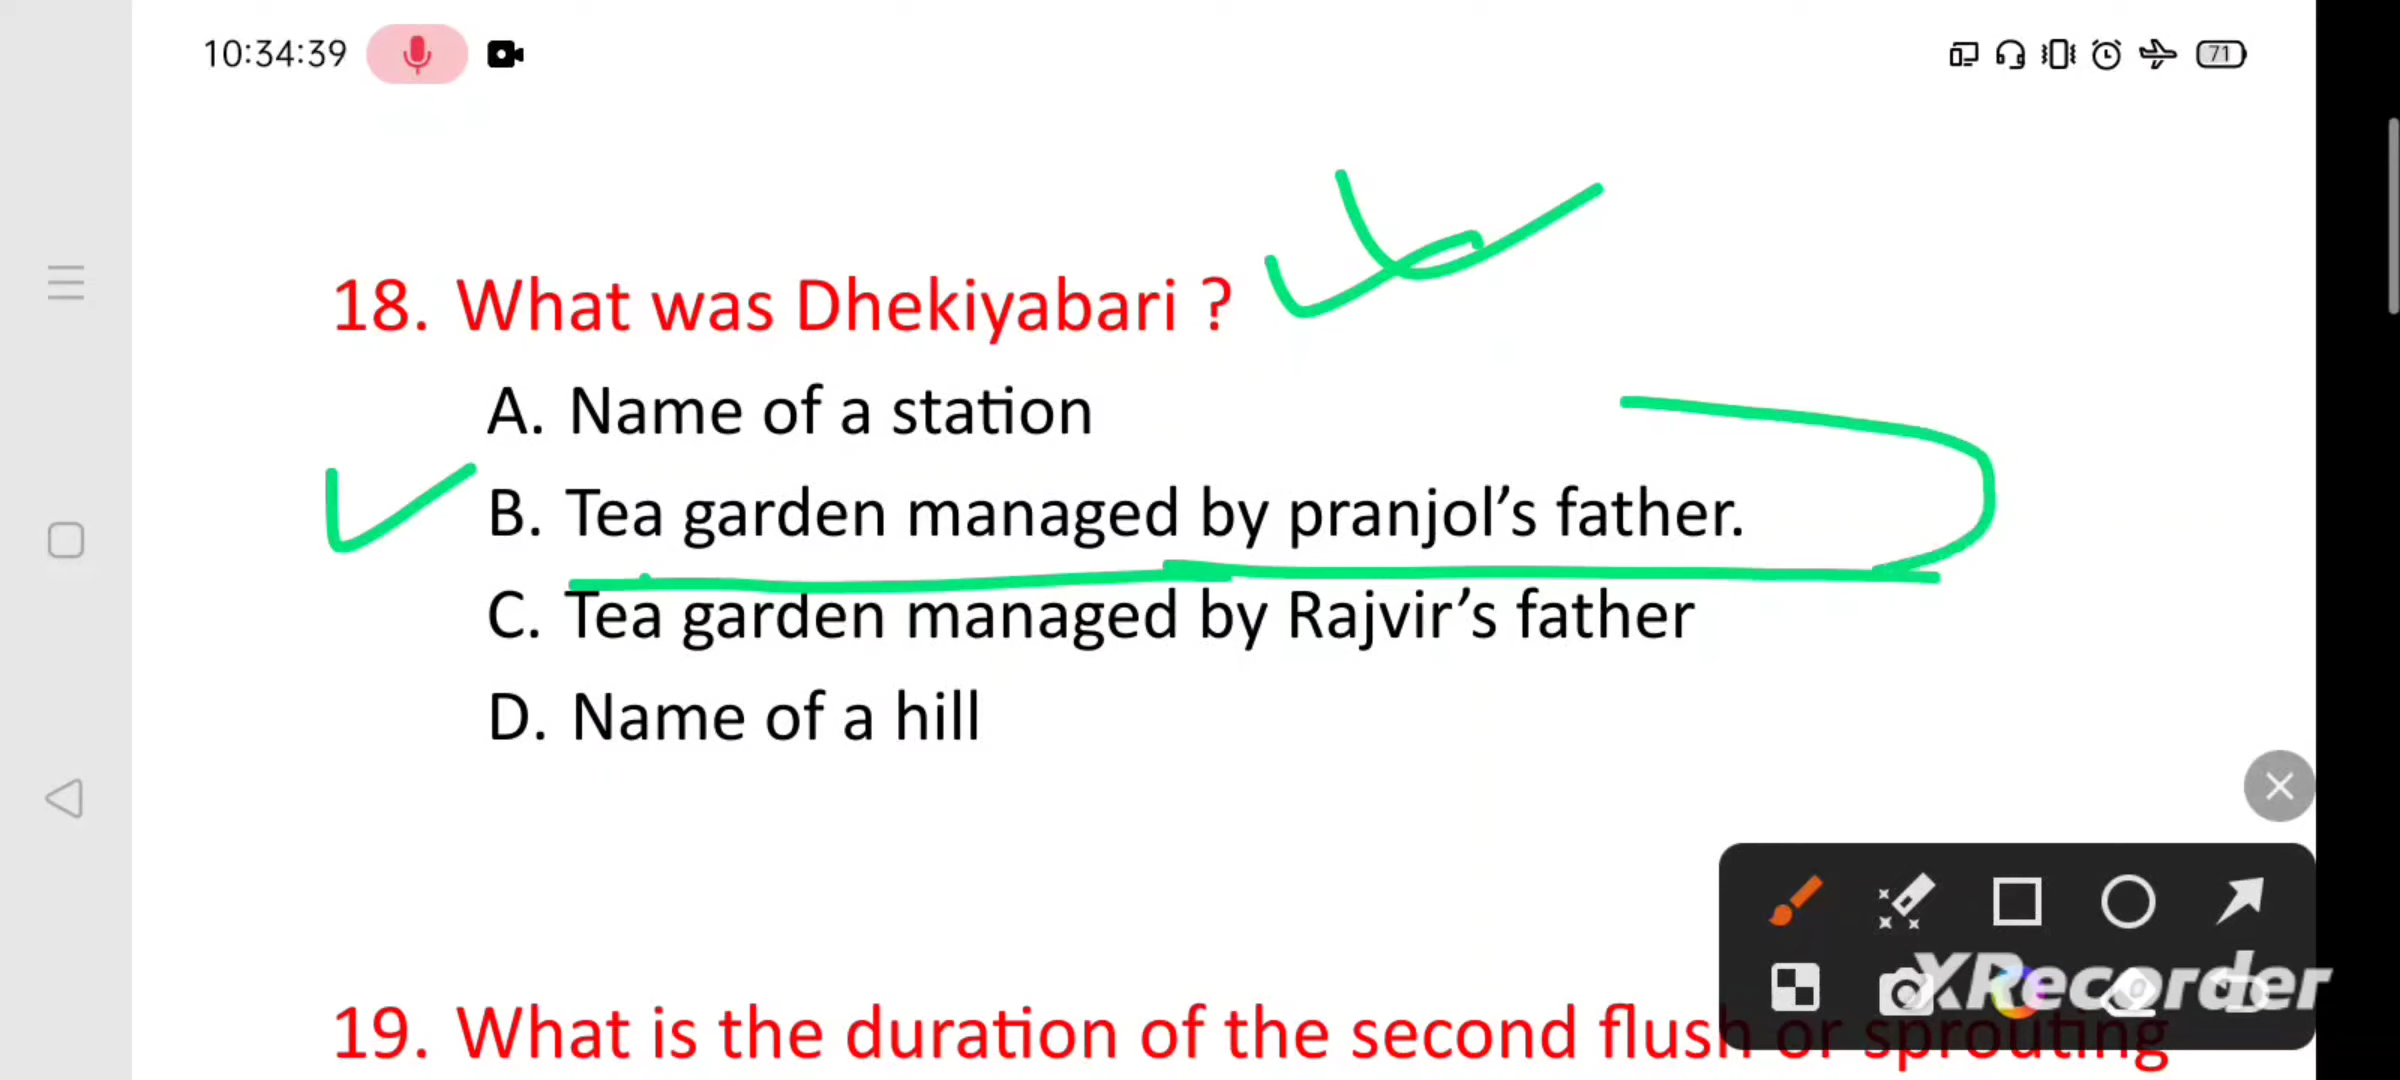 10:34:39
71
18. What was Dhekiyabari ?
A. Name of a station
B. Tea garden managed by pranjol’s father.
C. Tea garden managed by Rajvir’s father
D. Name of a hill
XRecorder
19. What is the duration of the second flush or sprouting